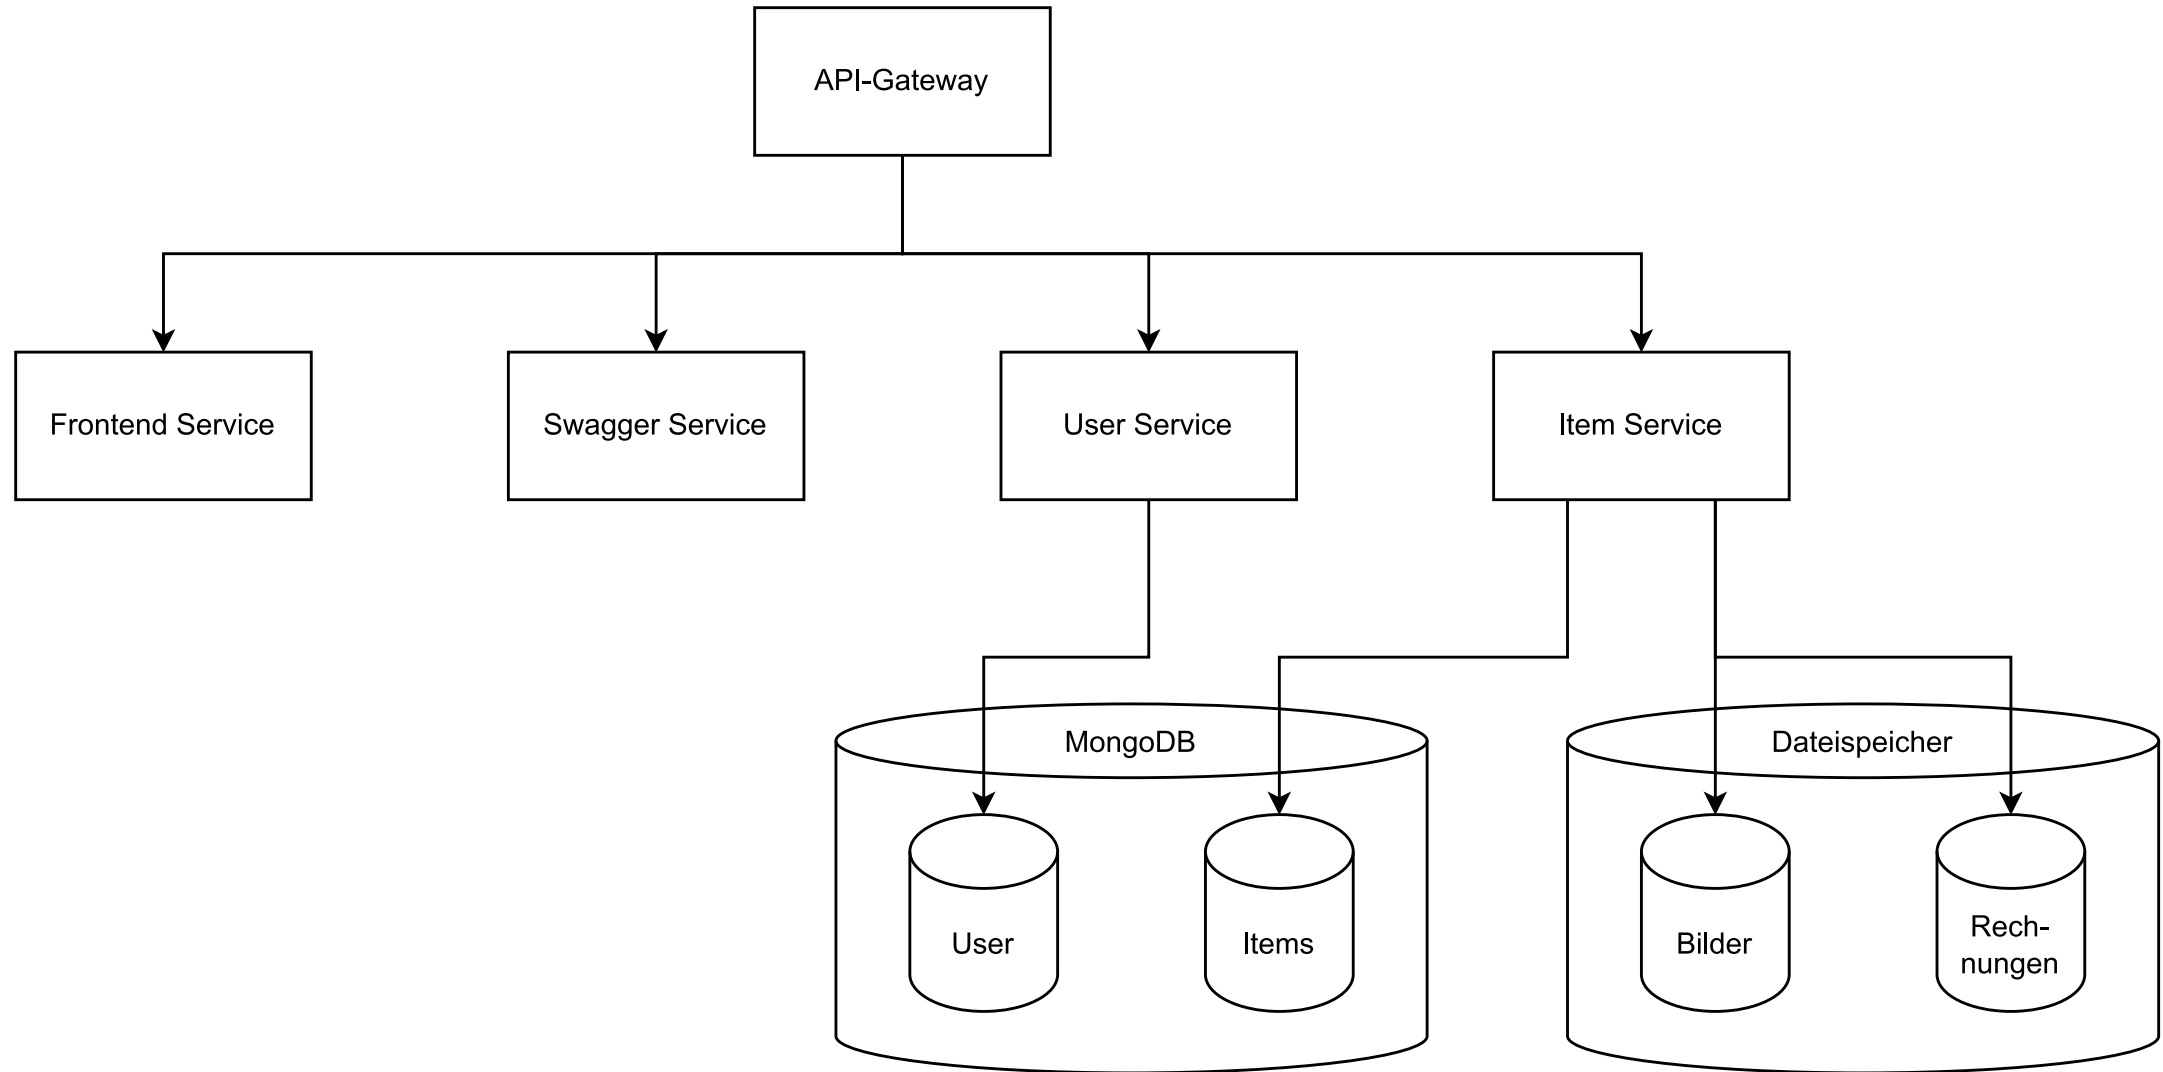 API-Gateway
Frontend Service
Swagger Service
User Service
Item Service
MongoDB
Dateispeicher
User
Items
Bilder
Rech-
nungen